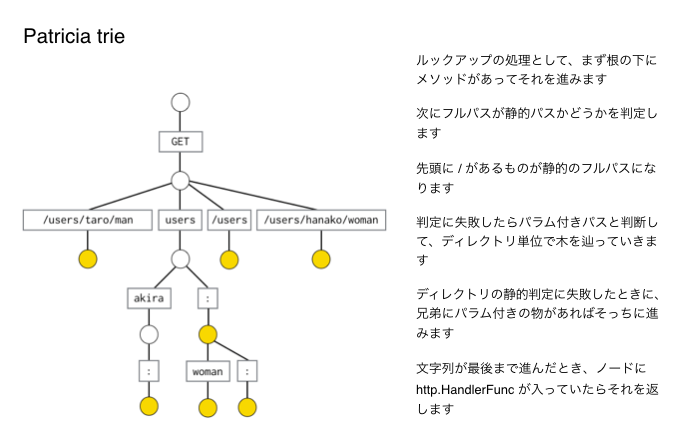 Patricia trie
GET
/users/taro/man
users
/users
/users/hanako/woman
akira
:
:
woman
:
ルックアップの処理として、まず根の下に
メソッドがあってそれを進みます
次にフルパスが静的パスかどうかを判定し
ます
先頭に / があるものが静的のフルパスにな
ります
判定に失敗したらパラム付きパスと判断し
て、ディレクトリ単位で木を辿っていきま
す
ディレクトリの静的判定に失敗したときに、
兄弟にパラム付きの物があればそっちに進
みます
文字列が最後まで進んだとき、ノードに
http.HandlerFunc が入っていたらそれを返
します